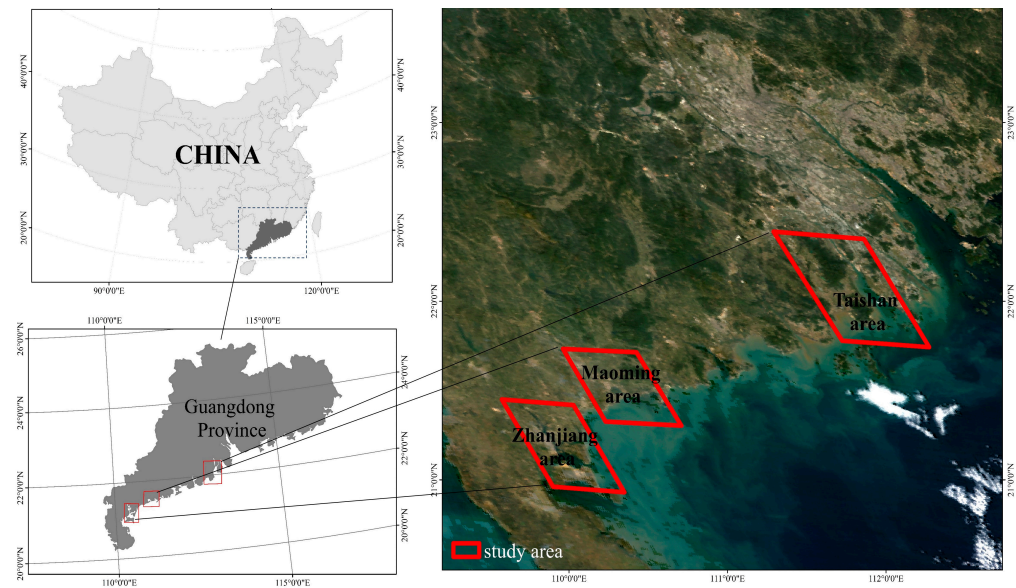 CHINA
40°0'0"N
30°0'0"N
20°0'0"N
40°0'0"N
30°0'0"N
20°0'0"N
90°0'0"E
120°0'0"E
110°0'0"E
115°0'0"E
26°0'0"N
24°0'0"N
22°0'0"N
20°0'0"N
24°0'0"N
22°0'0"N
20°0'0"N
Guangdong
Province
110°0'0"E
115°0'0"E
23°0'0"N
22°0'0"N
21°0'0"N
23°0'0"N
22°0'0"N
21°0'0"N
Taishan
area
Maoming
area
Zhanjiang
area
study area
110°0'0"E
111°0'0"E
112°0'0"E